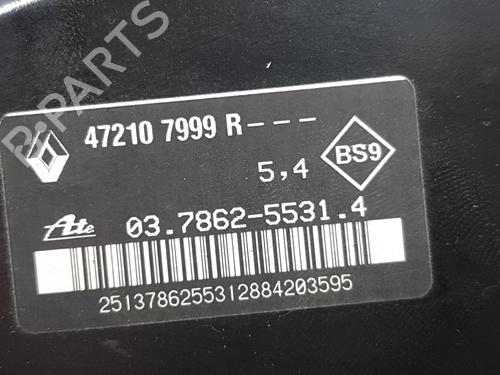 B-PARTS
47210 7999 R---
5,4
BS9
Ate
03.7862-5531.4
2513786255312884203595